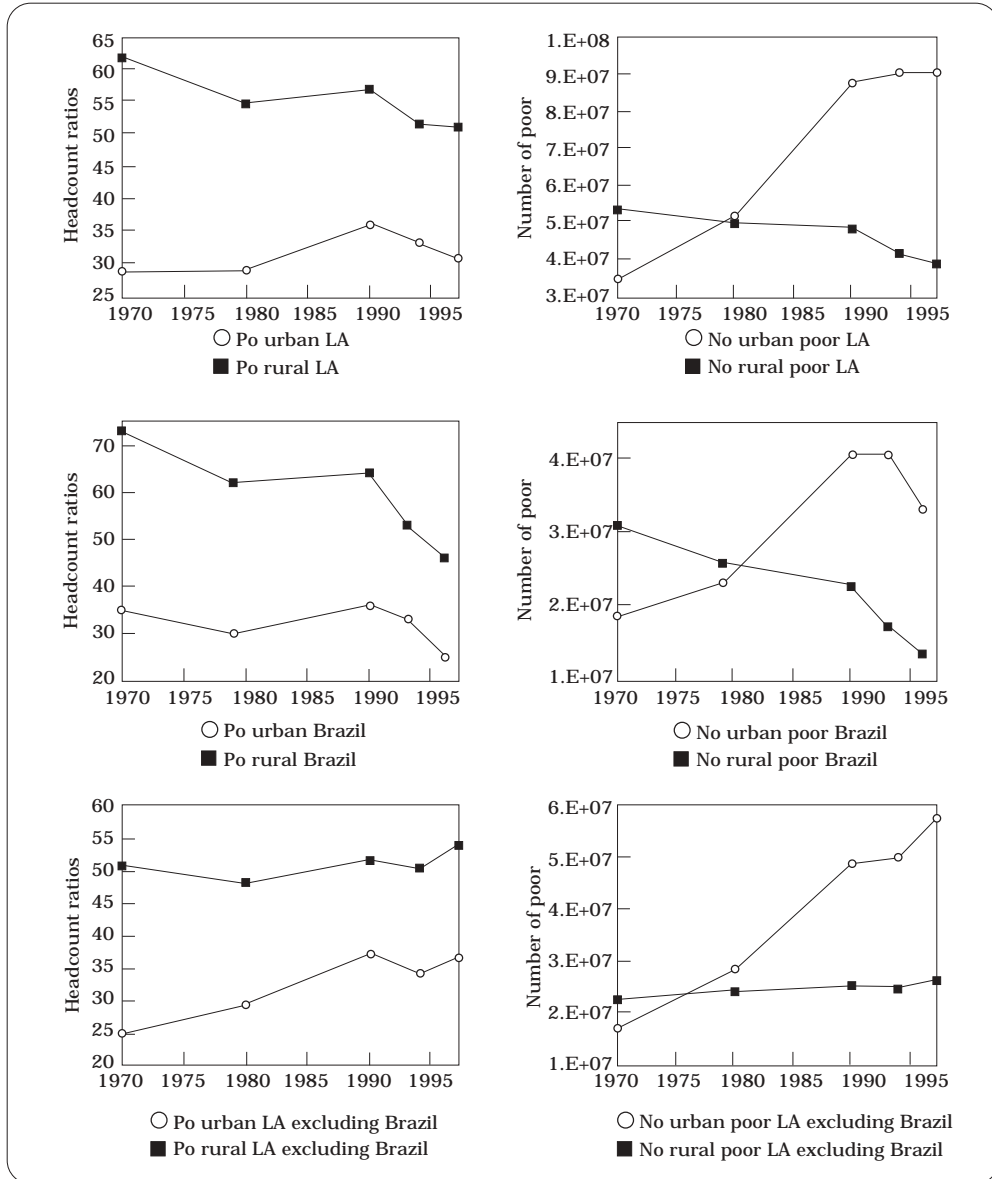 65
60
55
50
45
40
35
30
25
Headcount ratios
1970 1975 1980 1985 1990 1995
Po urban LA
Po rural LA
1.E+08
9.E+07
8.E+07
7.E+07
6.E+07
5.E+07
4.E+07
3.E+07
Number of poor
1970 1975 1980 1985 1990 1995
No urban poor LA
No rural poor LA
70
60
50
40
30
20
Headcount ratios
1970 1975 1980 1985 1990 1995
Po urban Brazil
Po rural Brazil
4.E+07
3.E+07
2.E+07
1.E+07
Number of poor
1970 1975 1980 1985 1990 1995
No urban poor Brazil
No rural poor Brazil
60
55
50
45
40
35
30
25
20
Headcount ratios
1970 1975 1980 1985 1990 1995
Po urban LA excluding Brazil
Po rural LA excluding Brazil
6.E+07
5.E+07
4.E+07
3.E+07
2.E+07
1.E+07
Number of poor
1970 1975 1980 1985 1990 1995
No urban poor LA excluding Brazil
No rural poor LA excluding Brazil